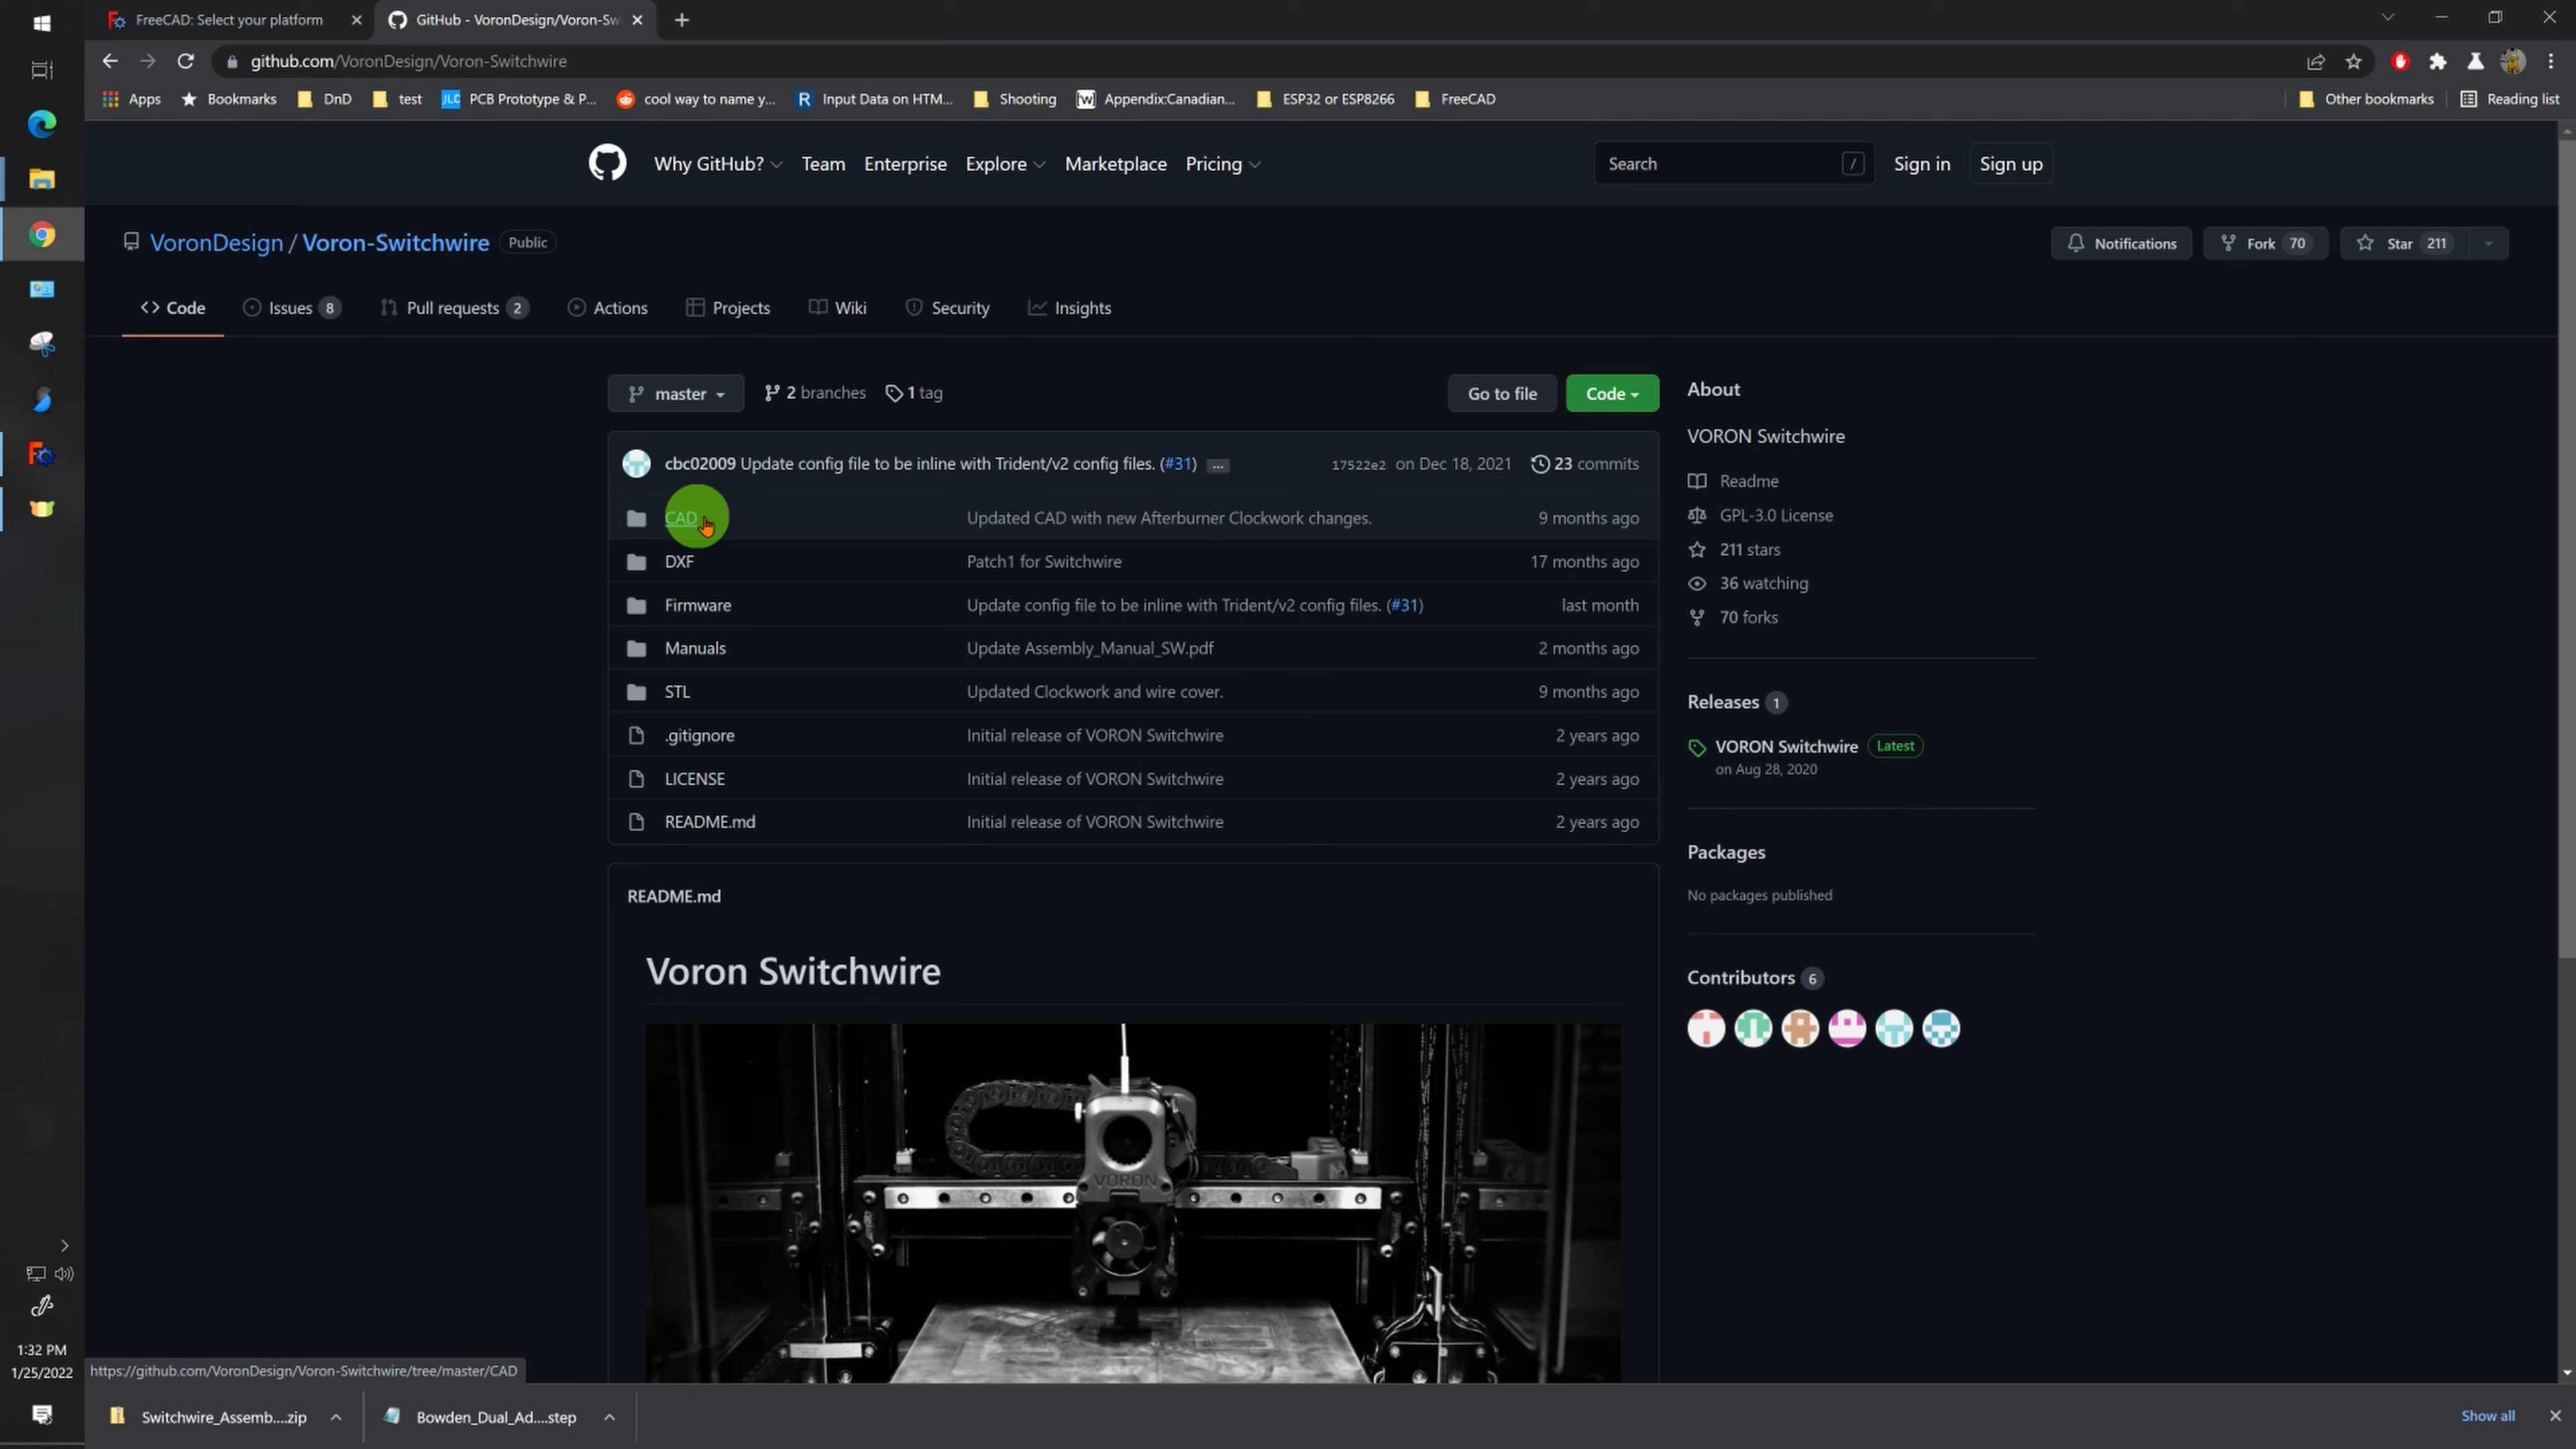 FreeCAD: Select your platform
GitHub - VoronDesign/Voron-Sw
github.com/VoronDesign/Voron-Switchwire
Apps
Bookmarks
DnD
test
JLC PCB Prototype & P...
cool way to name y...
R Input Data on HTM...
Shooting
W Appendix:Canadian...
ESP32 or ESP8266
FreeCAD
Other bookmarks
Reading list
Why GitHub?
Team
Enterprise
Explore
Marketplace
Pricing
Search /
Sign in
Sign up
VoronDesign / Voron-Switchwire Public
Notifications
Fork 70
Star 211
<> Code
Issues 8
Pull requests 2
Actions
Projects
Wiki
Security
Insights
master
2 branches
1 tag
Go to file
Code
cbc02009 Update config file to be inline with Trident/v2 config files. (#31) ... 17522e2 on Dec 18, 2021 23 commits
CAD Updated CAD with new Afterburner Clockwork changes. 9 months ago
DXF Patch1 for Switchwire 17 months ago
Firmware Update config file to be inline with Trident/v2 config files. (#31) last month
Manuals Update Assembly_Manual_SW.pdf 2 months ago
STL Updated Clockwork and wire cover. 9 months ago
.gitignore Initial release of VORON Switchwire 2 years ago
LICENSE Initial release of VORON Switchwire 2 years ago
README.md Initial release of VORON Switchwire 2 years ago
README.md
Voron Switchwire
VORON
About
VORON Switchwire
Readme
GPL-3.0 License
211 stars
36 watching
70 forks
Releases 1
VORON Switchwire Latest
on Aug 28, 2020
Packages
No packages published
Contributors 6
1:32 PM
1/25/2022
https://github.com/VoronDesign/Voron-Switchwire/tree/master/CAD
Switchwire_Assemb....zip
Bowden_Dual_Ad....step
Show all